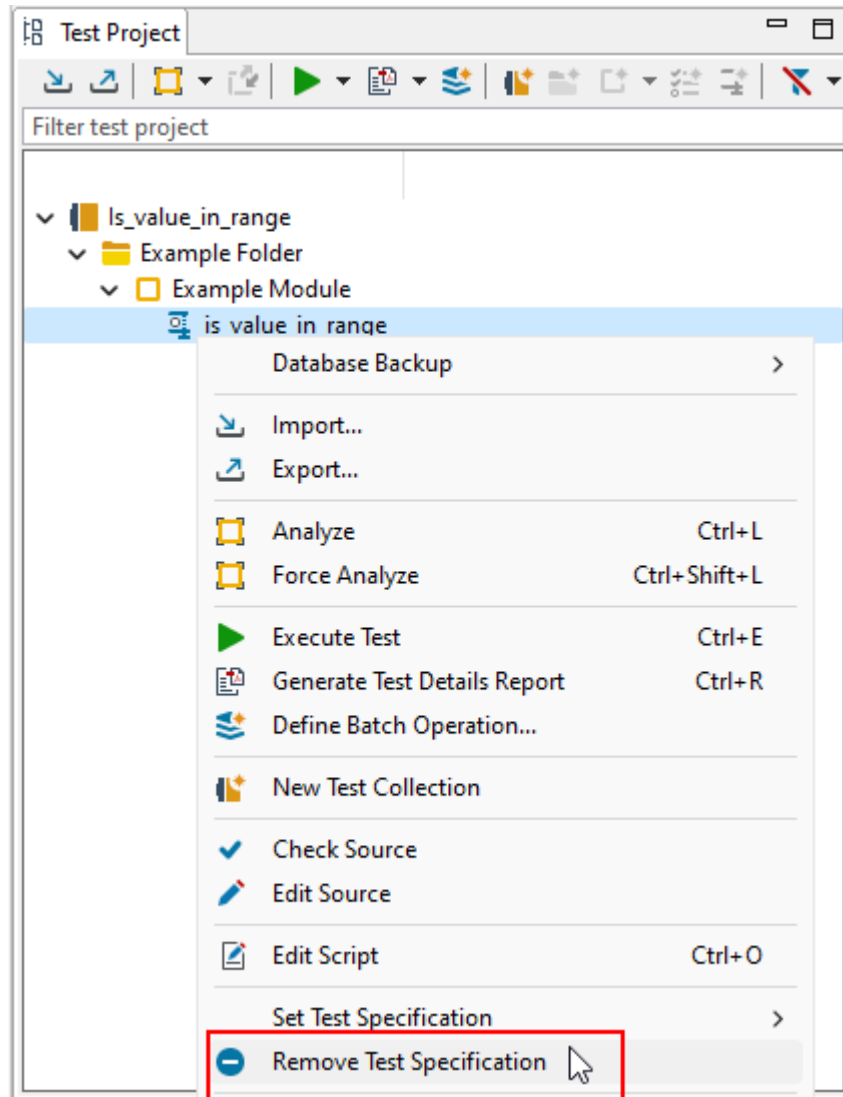 Test Project
Filter test project
Is_value_in_range
Example Folder
Example Module
is_value_in_range
Database Backup
Import...
Export...
Analyze Ctrl+L
Force Analyze Ctrl+Shift+L
Execute Test Ctrl+E
Generate Test Details Report Ctrl+R
Define Batch Operation...
New Test Collection
Check Source
Edit Source
Edit Script Ctrl+O
Set Test Specification
Remove Test Specification